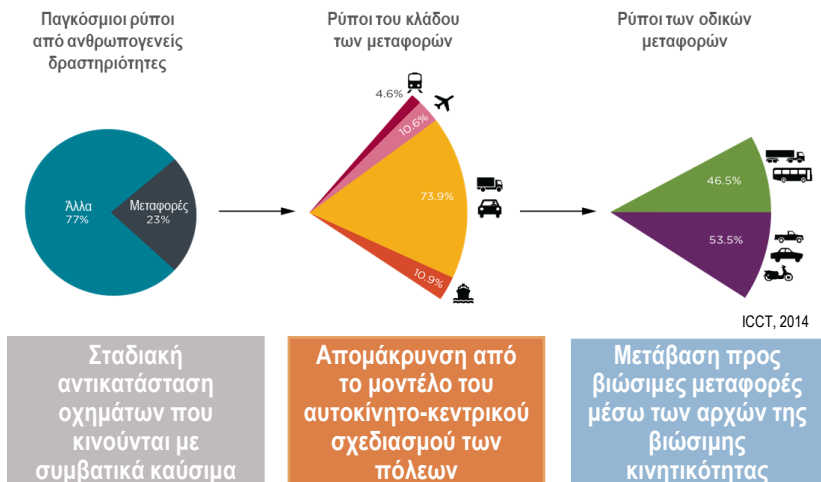 Παγκόσμιοι ρύποι
από ανθρωπογενείς
δραστηριότητες
Άλλα
77%
Μεταφορές
23%
Ρύποι του κλάδου
των μεταφορών
4.6%
10.6%
73.9%
10.9%
Ρύποι των οδικών
μεταφορών
46.5%
53.5%
ICCT, 2014
Σταδιακή
αντικατάσταση
οχημάτων που
κινούνται με
συμβατικά καύσιμα
Απομάκρυνση από
το μοντέλο του
αυτοκίνητο-κεντρικού
σχεδιασμού των
πόλεων
Μετάβαση προς
βιώσιμες μεταφορές
μέσω των αρχών της
βιώσιμης
κινητικότητας